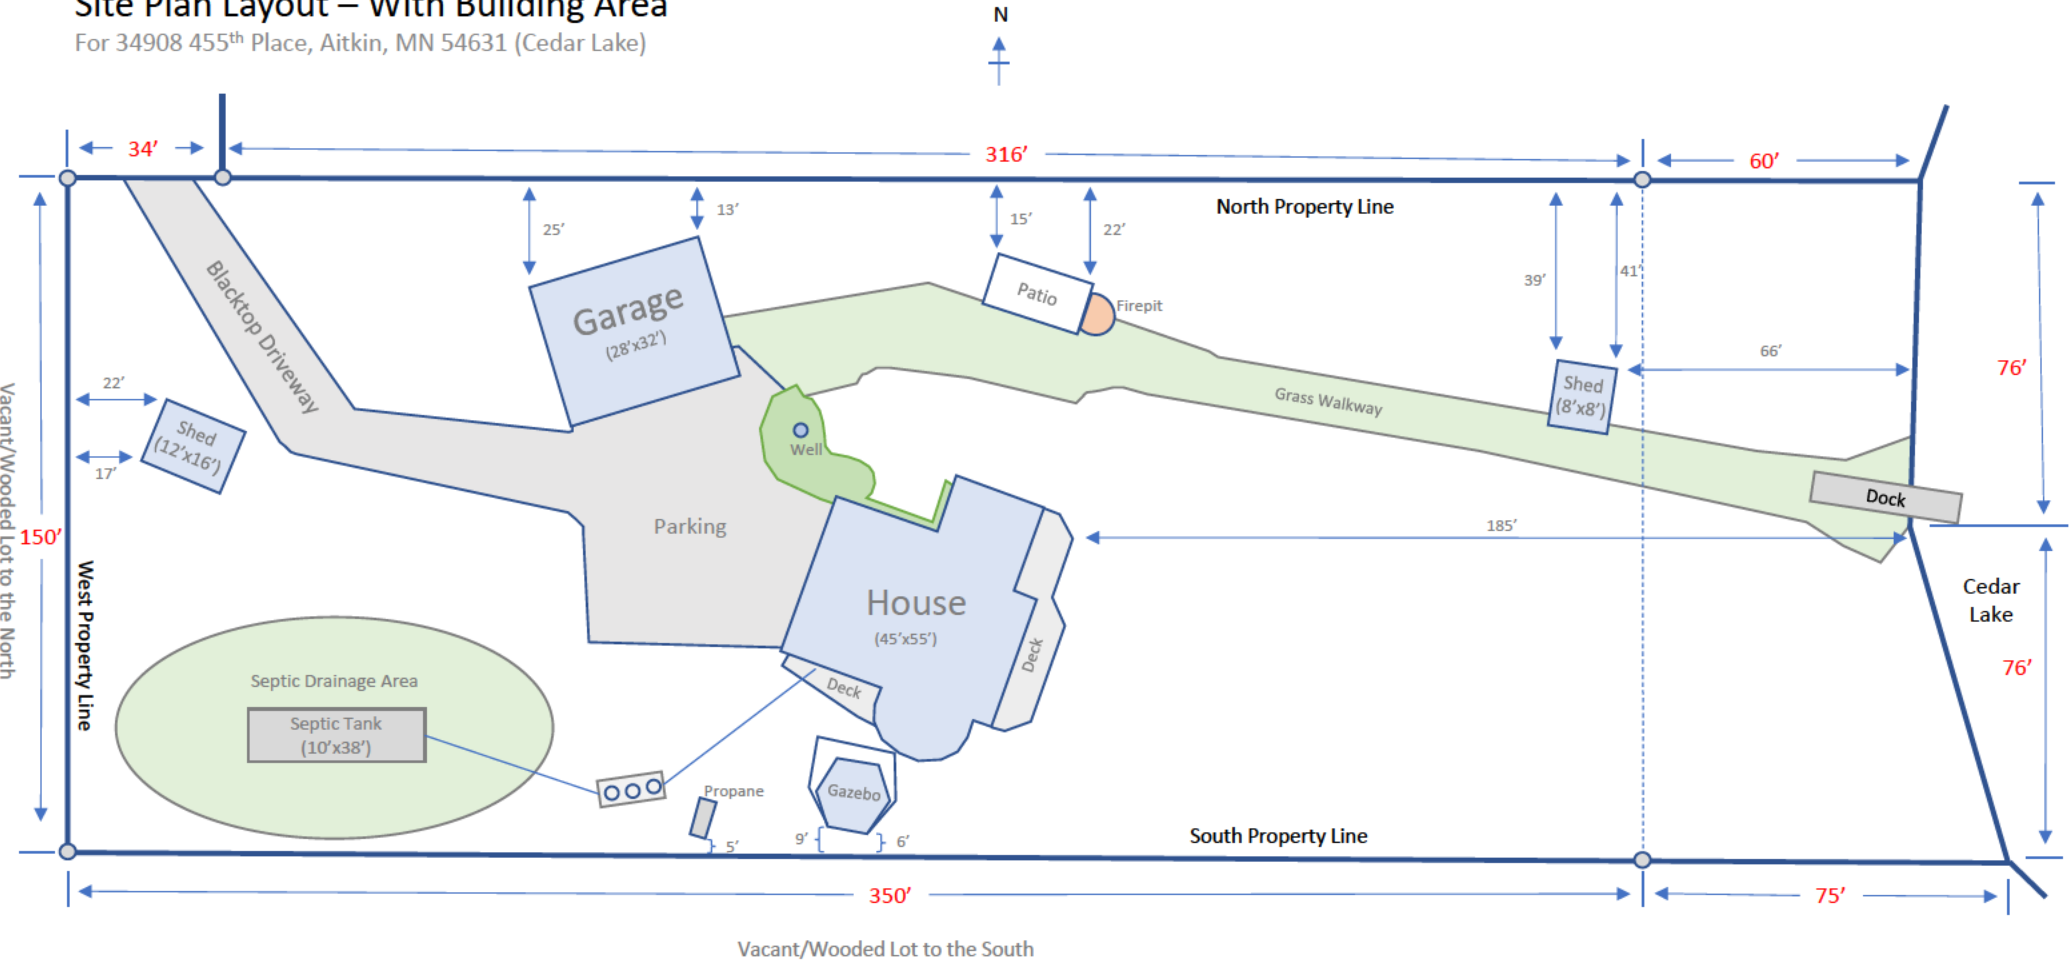 Site Plan Layout – With Building Area
For 34908 455th Place, Aitkin, MN 54631 (Cedar Lake)
N
34’
316’
60’
North Property Line
25’
13’
15’
22’
39’
41’
Blacktop Driveway
Garage
(28’x32’)
Patio
Firepit
66’
76’
22’
Shed
(12’x16’)
17’
Shed
(8’x8’)
Grass Walkway
Well
Dock
Vacant/Wooded Lot to the North
150’
West Property Line
Parking
185’
House
(45’x55’)
Deck
Deck
Cedar
Lake
76’
Septic Drainage Area
Septic Tank
(10’x38’)
Propane
5’
Gazebo
9’
6’
South Property Line
350’
75’
Vacant/Wooded Lot to the South